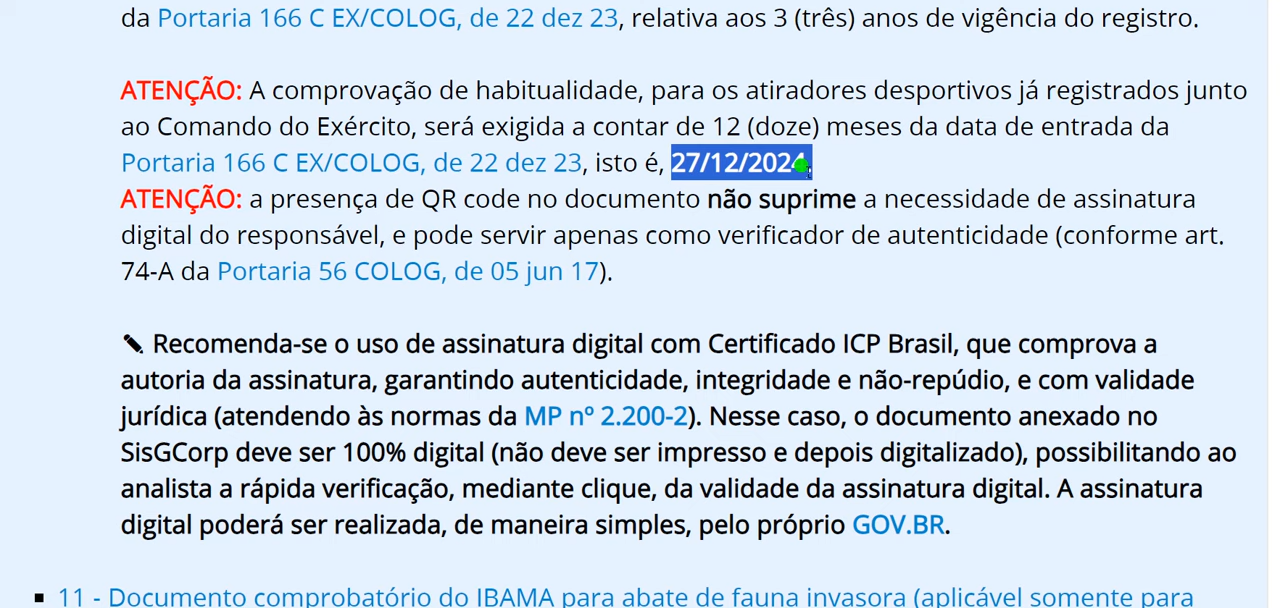 da Portaria 166 C EX/COLOG, de 22 dez 23, relativa aos 3 (três) anos de vigência do registro.
ATENÇÃO: A comprovação de habitualidade, para os atiradores desportivos já registrados junto
ao Comando do Exército, será exigida a contar de 12 (doze) meses da data de entrada da
Portaria 166 C EX/COLOG, de 22 dez 23, isto é, 27/12/2024.
ATENÇÃO: a presença de QR code no documento não suprime a necessidade de assinatura
digital do responsável, e pode servir apenas como verificador de autenticidade (conforme art.
74-A da Portaria 56 COLOG, de 05 jun 17).
✎ Recomenda-se o uso de assinatura digital com Certificado ICP Brasil, que comprova a
autoria da assinatura, garantindo autenticidade, integridade e não-repúdio, e com validade
jurídica (atendendo às normas da MP nº 2.200-2). Nesse caso, o documento anexado no
SisGCorp deve ser 100% digital (não deve ser impresso e depois digitalizado), possibilitando ao
analista a rápida verificação, mediante clique, da validade da assinatura digital. A assinatura
digital poderá ser realizada, de maneira simples, pelo próprio GOV.BR.
▪ 11 - Documento comprobatório do IBAMA para abate de fauna invasora (aplicável somente para